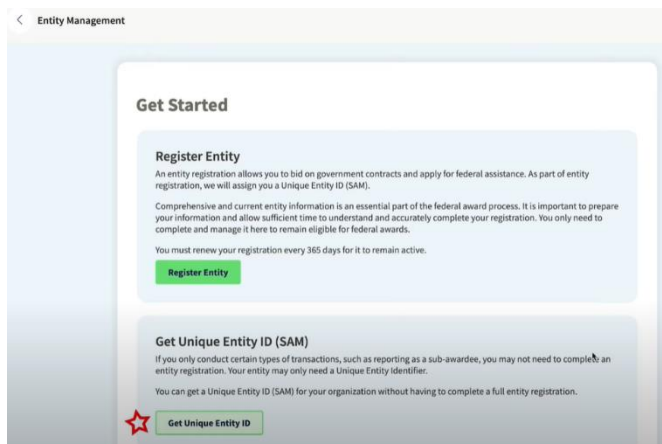 Entity Management
Get Started
Register Entity
An entity registration allows you to bid on government contracts and apply for federal assistance. As part of entity
registration, we will assign you a Unique Entity ID (SAM).
Comprehensive and current entity information is an essential part of the federal award process. It is important to prepare
your information and allow sufficient time to understand and accurately complete your registration. You only need to
complete and manage it here to remain eligible for federal awards.
You must renew your registration every 365 days for it to remain active.
Register Entity
Get Unique Entity ID (SAM)
If you only conduct certain types of transactions, such as reporting as a sub-awardee, you may not need to complete an
entity registration. Your entity may only need a Unique Entity Identifier.
You can get a Unique Entity ID (SAM) for your organization without having to complete a full entity registration.
Get Unique Entity ID